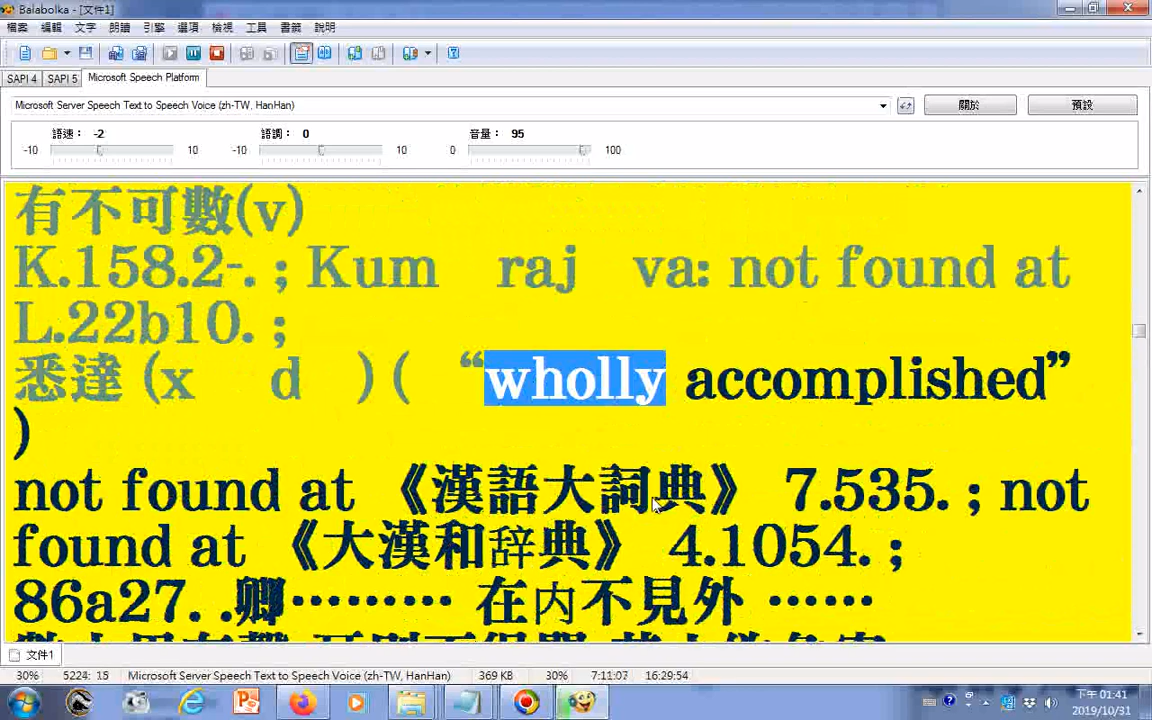 Balabolka - [文件1]
檔案 編輯 文字 朗讀 引擎 選項 檢視 工具 書籤 說明
SAPI 4 SAPI 5 Microsoft Speech Platform
Microsoft Server Speech Text to Speech Voice (zh-TW, HanHan) 關於 預設
語速： -2 語調： 0 音量： 95
-10 10 -10 10 0 100
有不可數(v)
K.158.2-. ; Kum raj va: not found at
L.22b10. ;
悉達 (x d ) ( “wholly accomplished”
)
not found at 《漢語大詞典》 7.535. ; not
found at 《大漢和辞典》 4.1054. ;
86a27. .卿……… 在内不見外 ……
文件1
30% 5224: 15 Microsoft Server Speech Text to Speech Voice (zh-TW, HanHan) 369 KB 30% 7:11:07 16:29:54
下午 01:41
2019/10/31